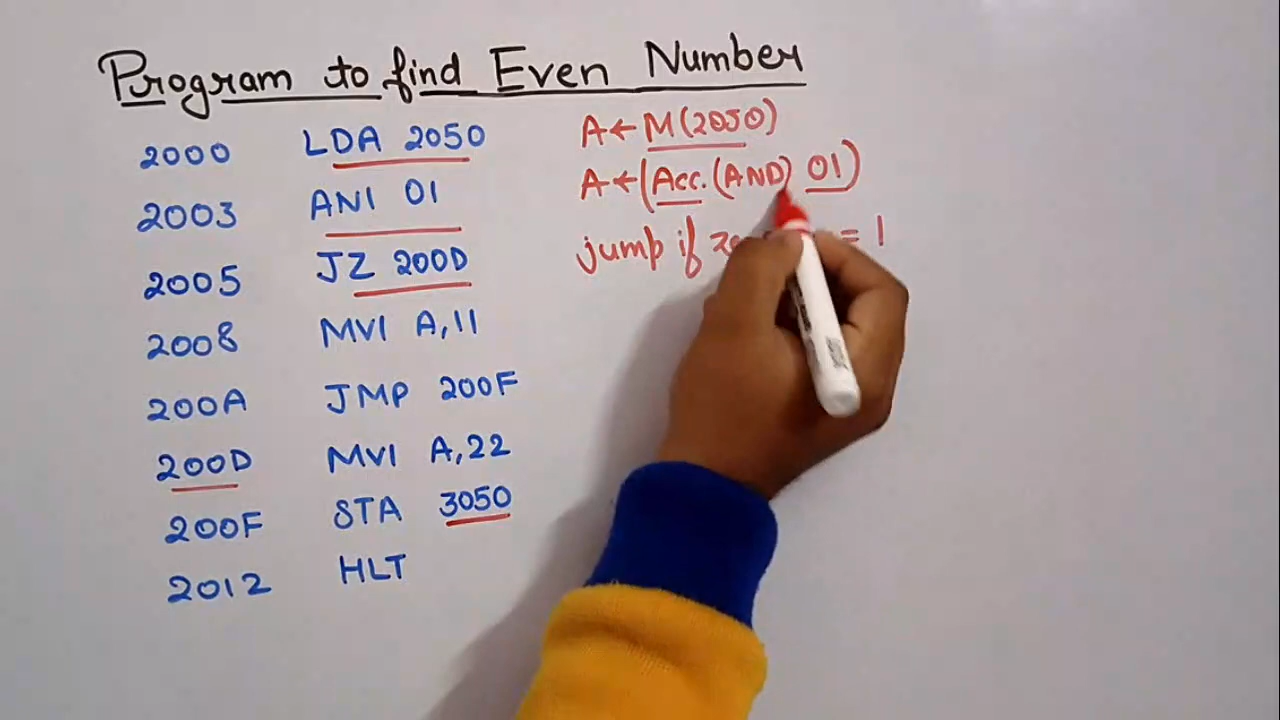 Program to find Even Number
2000 LDA 2050 A←M(2050)
2003 ANI 01 A←(Acc.(AND) 01)
2005 JZ 200D jump if = 1
2008 MVI A,11
200A JMP 200F
200D MVI A,22
200F STA 3050
2012 HLT